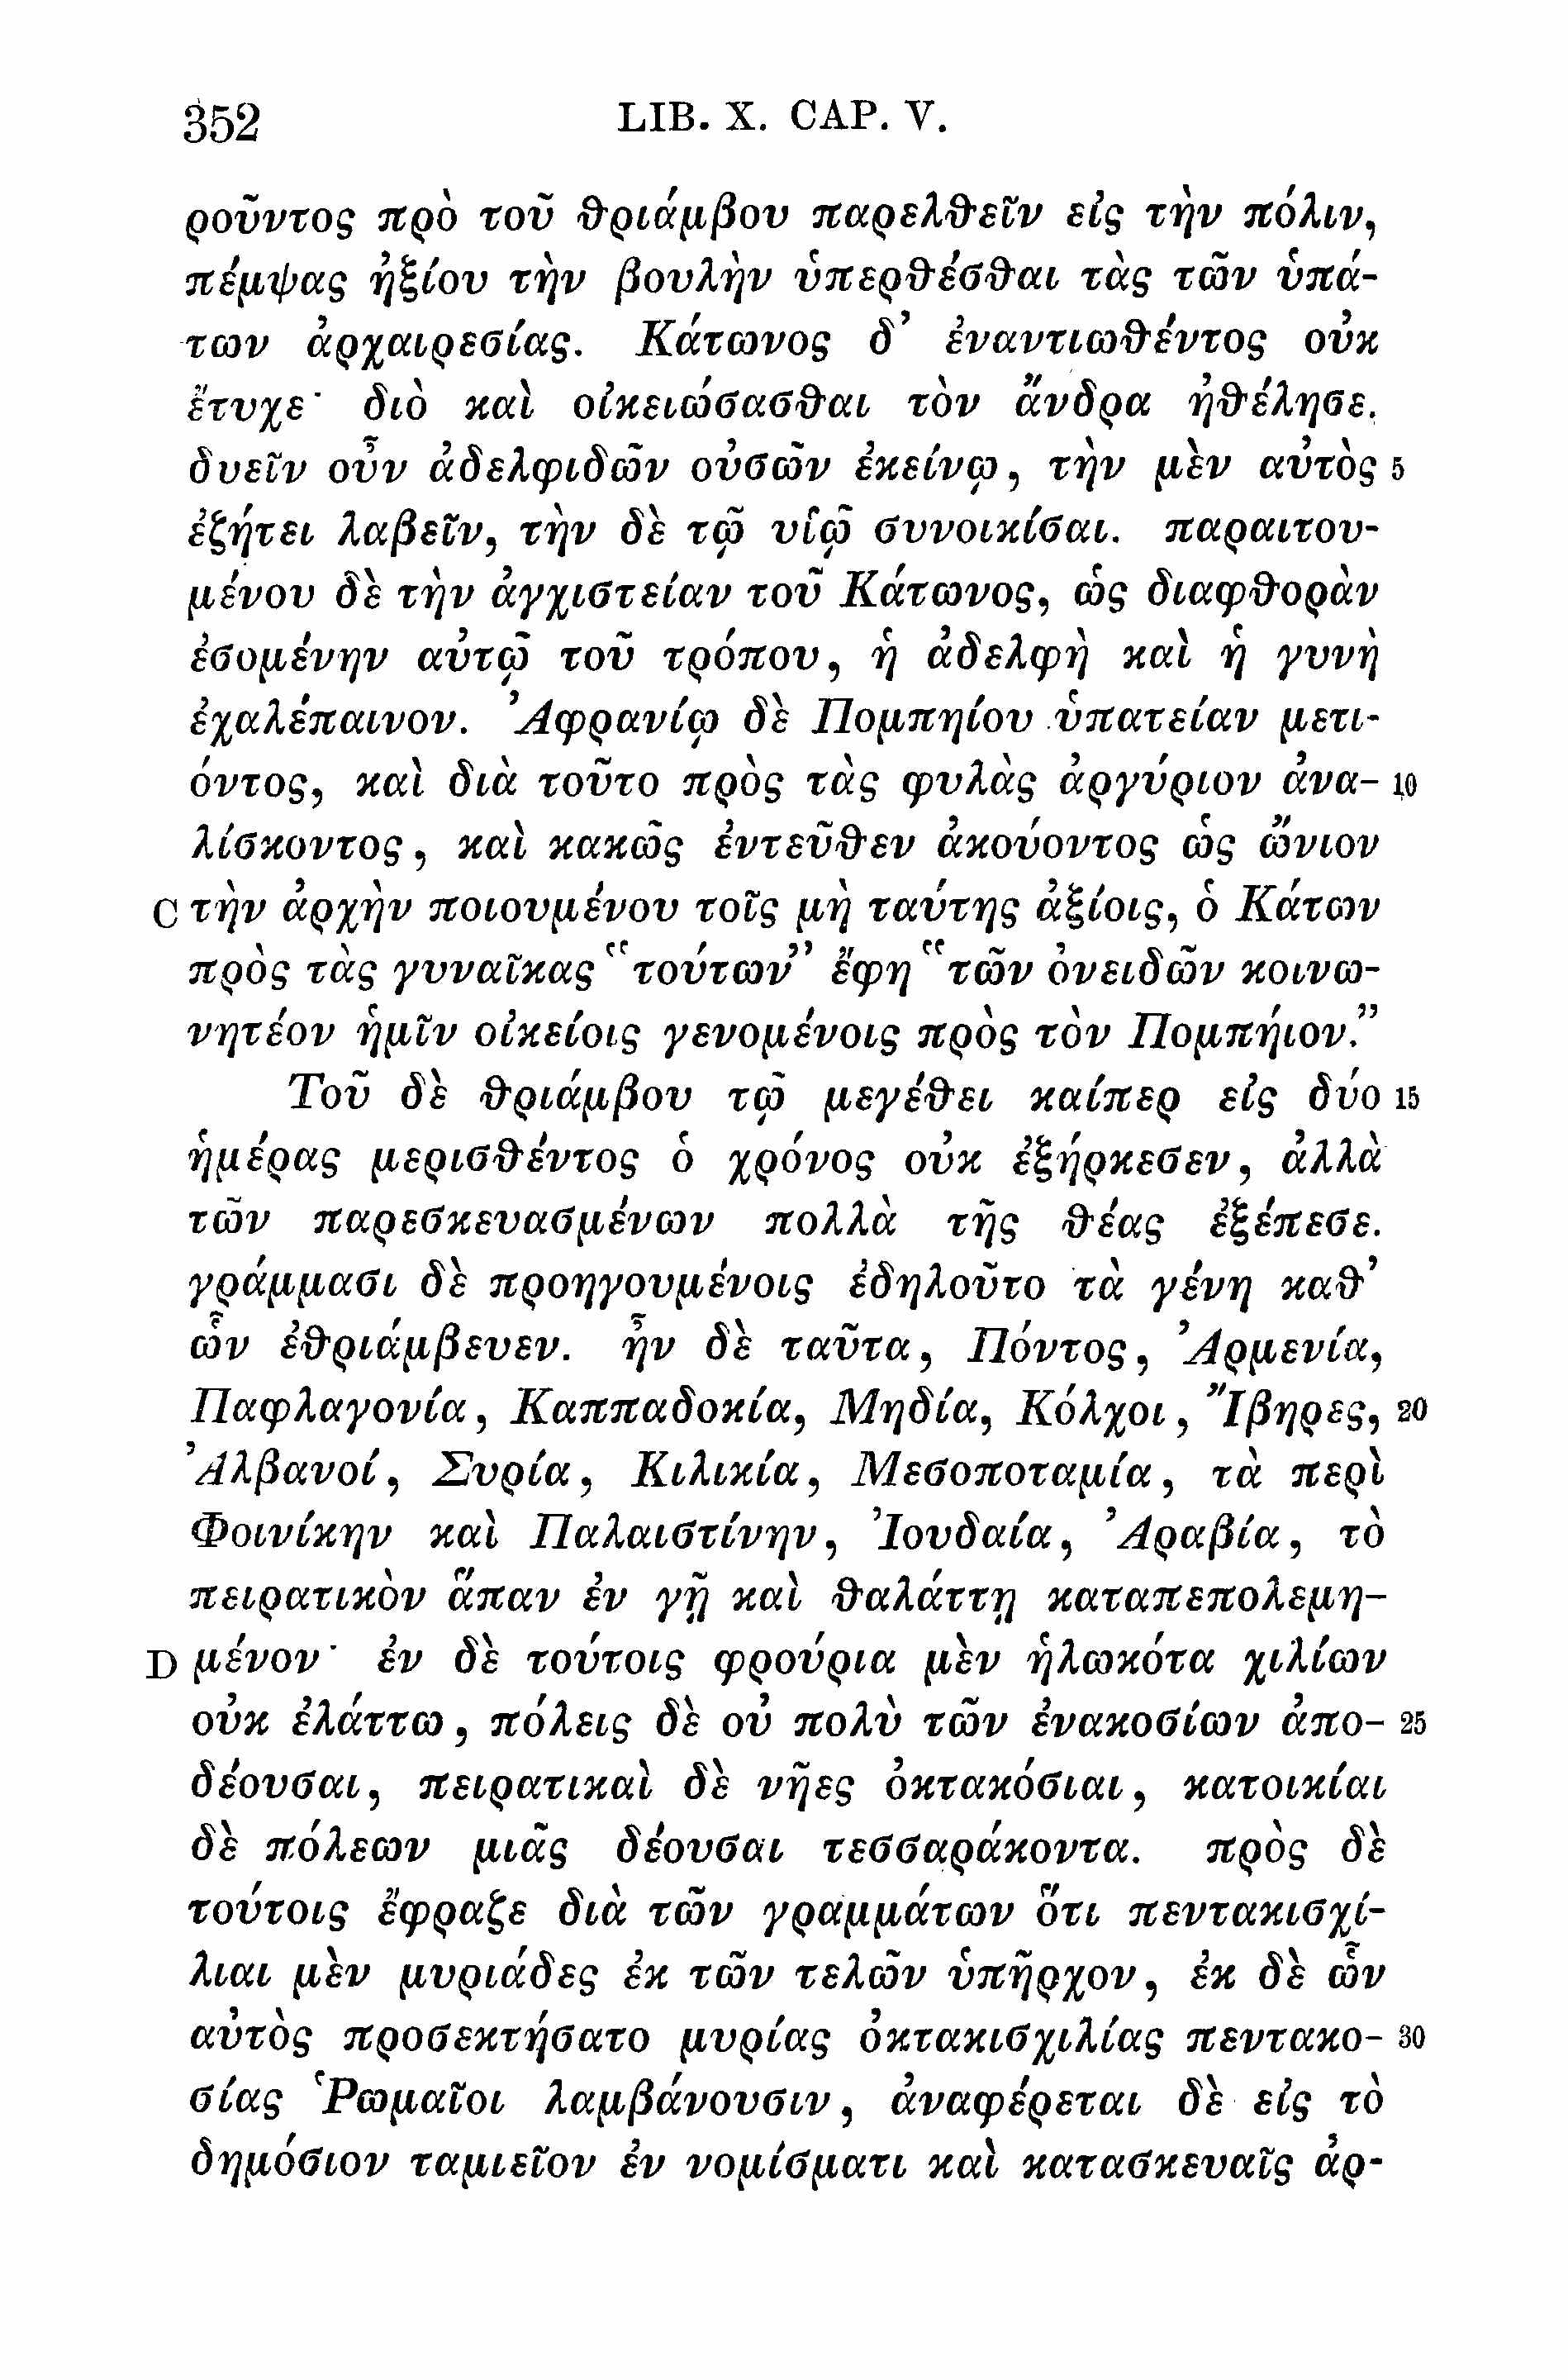 352 LIB. X. CAP. V.
ροῦντος πρὸ τοῦ θριάμβου παρελθεῖν εἰς τὴν πόλιν,
πέμψας ἠξίου τὴν βουλὴν ὑπερθέσθαι τὰς τῶν ὑπά-
των ἀρχαιρεσίας. Κάτωνος δ᾽ ἐναντιωθέντος οὐκ
ἔτυχε· διὸ καὶ οἰκειώσασθαι τὸν ἄνδρα ἠθέλησε.
δυεῖν οὖν ἀδελφιδῶν οὐσῶν ἐκείνῳ, τὴν μὲν αὐτὸς 5
ἐζήτει λαβεῖν, τὴν δὲ τῷ υἱῷ συνοικίσαι. παραιτου-
μένου δὲ τὴν ἀγχιστείαν τοῦ Κάτωνος, ὡς διαφθορὰν
ἐσομένην αὐτῷ τοῦ τρόπου, ἡ ἀδελφὴ καὶ ἡ γυνὴ
ἐχαλέπαινον. Ἀφρανίῳ δὲ Πομπηίου ὑπατείαν μετι-
όντος, καὶ διὰ τοῦτο πρὸς τὰς φυλὰς ἀργύριον ἀνα- 10
λίσκοντος, καὶ κακῶς ἐντεῦθεν ἀκούοντος ὡς ὤνιον
C τὴν ἀρχὴν ποιουμένου τοῖς μὴ ταύτης ἀξίοις, ὁ Κάτων
πρὸς τὰς γυναῖκας “τούτων” ἔφη “τῶν ὀνειδῶν κοινω-
νητέον ἡμῖν οἰκείοις γενομένοις πρὸς τὸν Πομπήιον.”
Τοῦ δὲ θριάμβου τῷ μεγέθει καίπερ εἰς δύο 15
ἡμέρας μερισθέντος ὁ χρόνος οὐκ ἐξήρκεσεν, ἀλλὰ
τῶν παρεσκευασμένων πολλὰ τῆς θέας ἐξέπεσε.
γράμμασι δὲ προηγουμένοις ἐδηλοῦτο τὰ γένη καθ᾽
ὧν ἐθριάμβευεν. ἦν δὲ ταῦτα, Πόντος, Ἀρμενία,
Παφλαγονία, Καππαδοκία, Μηδία, Κόλχοι, Ἴβηρες, 20
Ἀλβανοί, Συρία, Κιλικία, Μεσοποταμία, τὰ περὶ
Φοινίκην καὶ Παλαιστίνην, Ἰουδαία, Ἀραβία, τὸ
πειρατικὸν ἅπαν ἐν γῇ καὶ θαλάττῃ καταπεπολεμη-
D μένον· ἐν δὲ τούτοις φρούρια μὲν ἡλωκότα χιλίων
οὐκ ἐλάττω, πόλεις δὲ οὐ πολὺ τῶν ἐνακοσίων ἀπο- 25
δέουσαι, πειρατικαὶ δὲ νῆες ὀκτακόσιαι, κατοικίαι
δὲ πόλεων μιᾶς δέουσαι τεσσαράκοντα. πρὸς δὲ
τούτοις ἔφραζε διὰ τῶν γραμμάτων ὅτι πεντακισχί-
λιαι μὲν μυριάδες ἐκ τῶν τελῶν ὑπῆρχον, ἐκ δὲ ὧν
αὐτὸς προσεκτήσατο μυρίας ὀκτακισχιλίας πεντακο- 30
σίας Ῥωμαῖοι λαμβάνουσιν, ἀναφέρεται δὲ εἰς τὸ
δημόσιον ταμιεῖον ἐν νομίσματι καὶ κατασκευαῖς ἀρ-